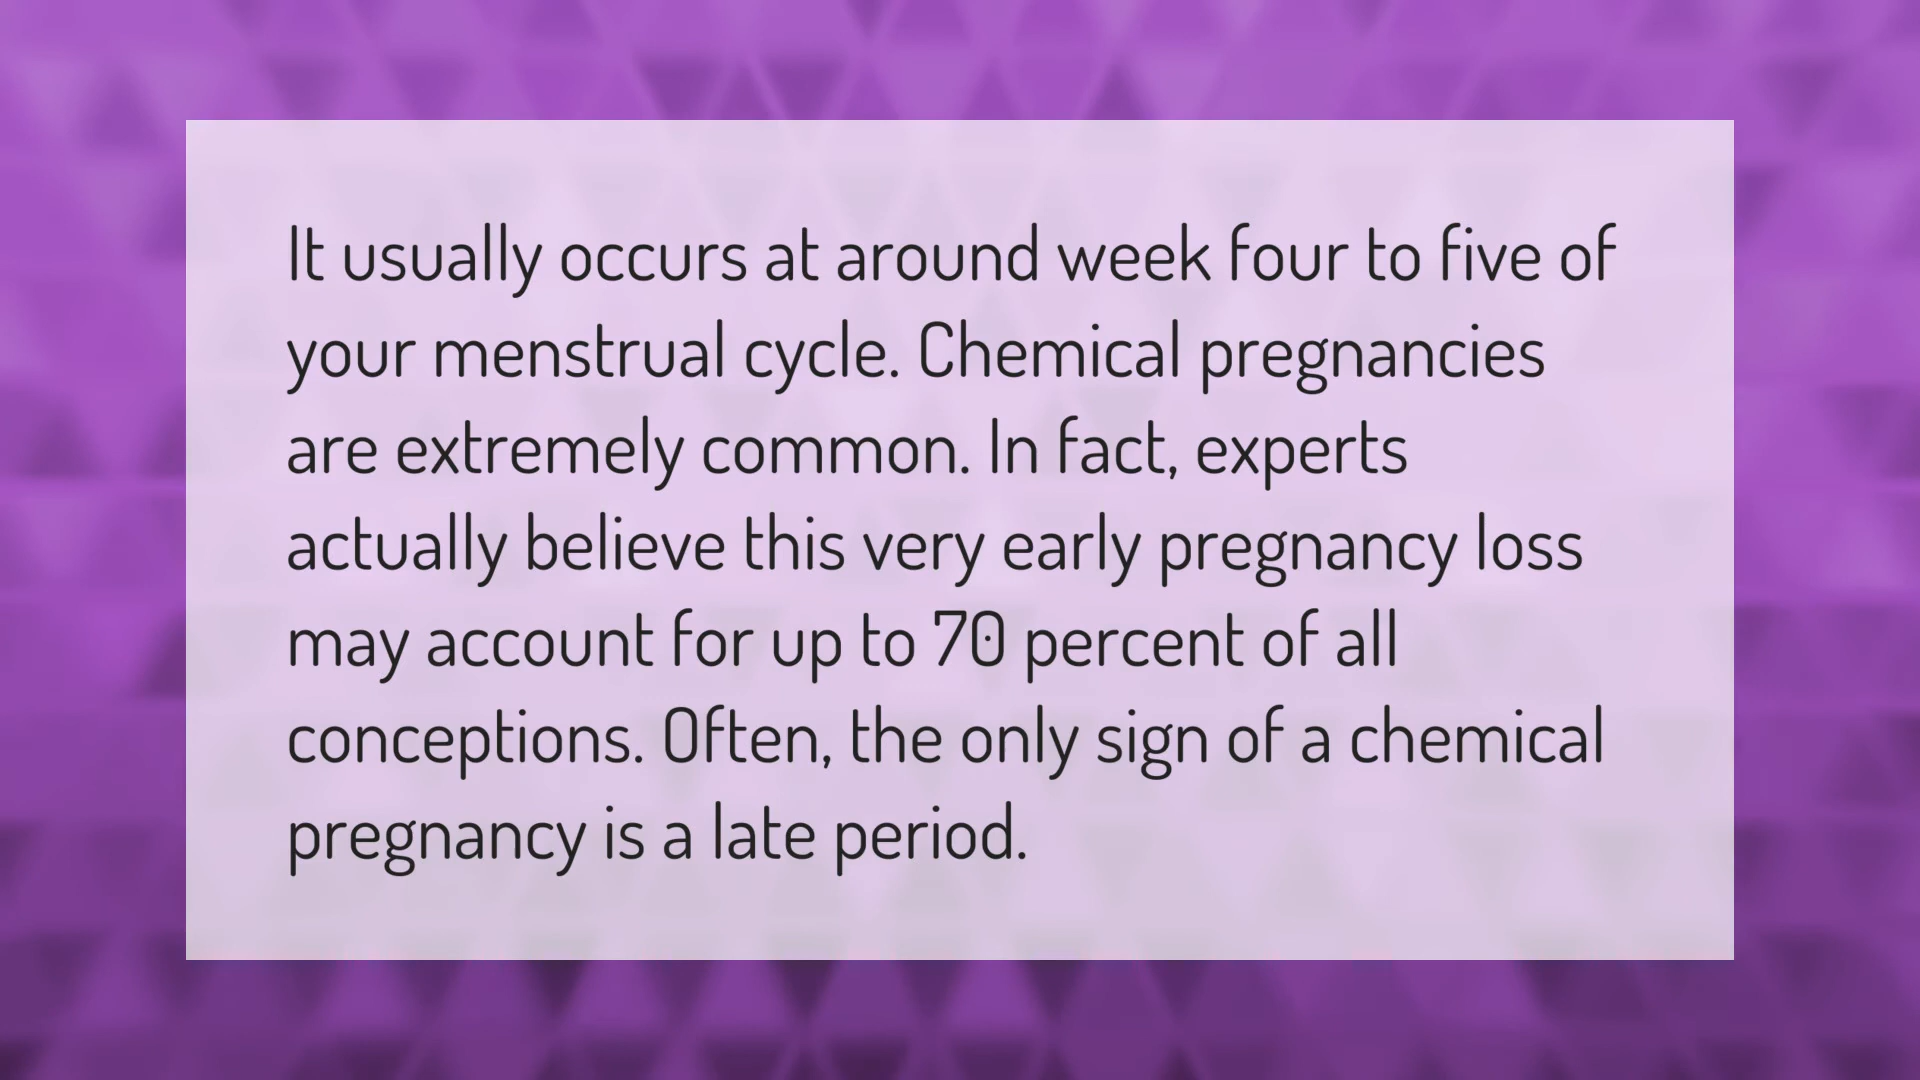 It usually occurs at around week four to five of
your menstrual cycle. Chemical pregnancies
are extremely common. In fact, experts
actually believe this very early pregnancy loss
may account for up to 70 percent of all
conceptions. Often, the only sign of a chemical
pregnancy is a late period.